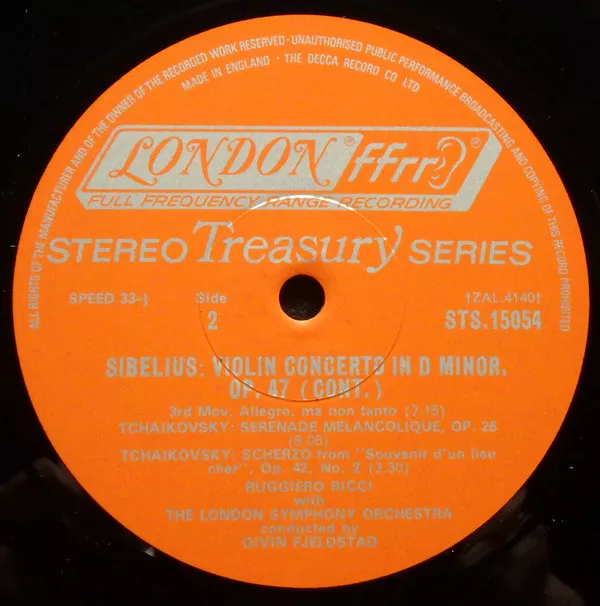 ALL RIGHTS OF THE MANUFACTURER AND OF THE OWNER OF THE RECORDED WORK RESERVED · UNAUTHORISED PUBLIC PERFORMANCE BROADCASTING AND COPYING OF THIS RECORD PROHIBITED
MADE IN ENGLAND · THE DECCA RECORD CO LTD
LONDON ffrr
FULL FREQUENCY RANGE RECORDING
STEREO Treasury SERIES
SPEED 33⅓ Side †ZAL.4140†
2 STS.15054
SIBELIUS: VIOLIN CONCERTO IN D MINOR,
OP. 47 (CONT.)
3rd Mov. Allegro, ma non tanto (7.15)
TCHAIKOVSKY: SERENADE MELANCOLIQUE, OP. 26
TCHAIKOVSKY: SCHERZO from "Souvenir d'un lieu
cher", Op. 42, No. 2 (3.30)
RUGGIERO RICCI
with
THE LONDON SYMPHONY ORCHESTRA
conducted by
OIVIN FJELDSTAD